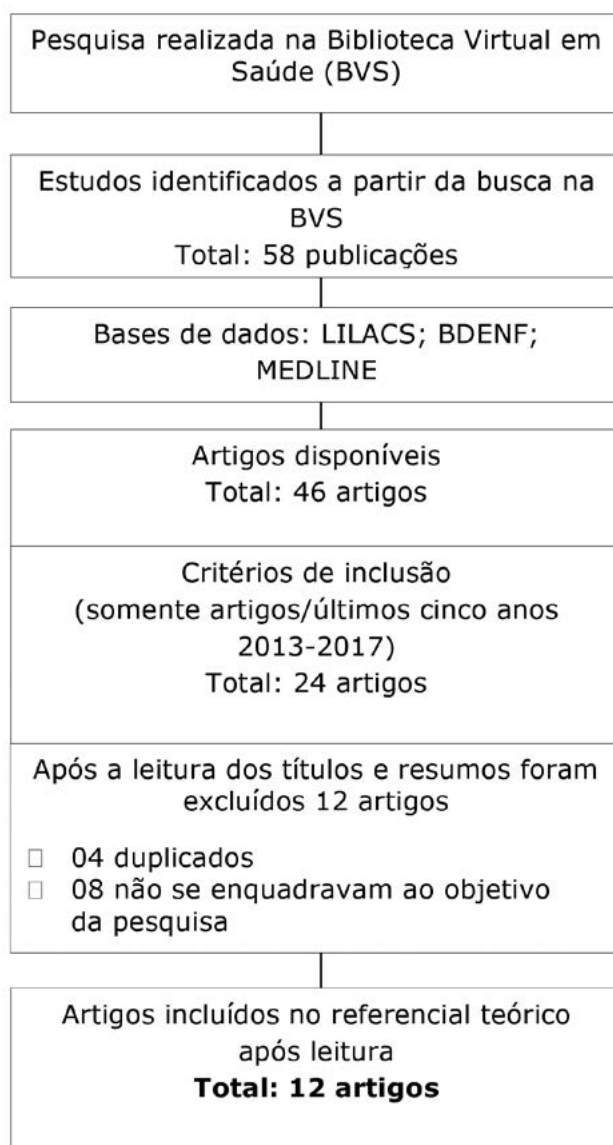 Pesquisa realizada na Biblioteca Virtual em
Saúde (BVS)
Estudos identificados a partir da busca na
BVS
Total: 58 publicações
Bases de dados: LILACS; BDENF;
MEDLINE
Artigos disponíveis
Total: 46 artigos
Critérios de inclusão
(somente artigos/últimos cinco anos
2013-2017)
Total: 24 artigos
Após a leitura dos títulos e resumos foram
excluídos 12 artigos
04 duplicados
08 não se enquadravam ao objetivo
da pesquisa
Artigos incluídos no referencial teórico
após leitura
Total: 12 artigos